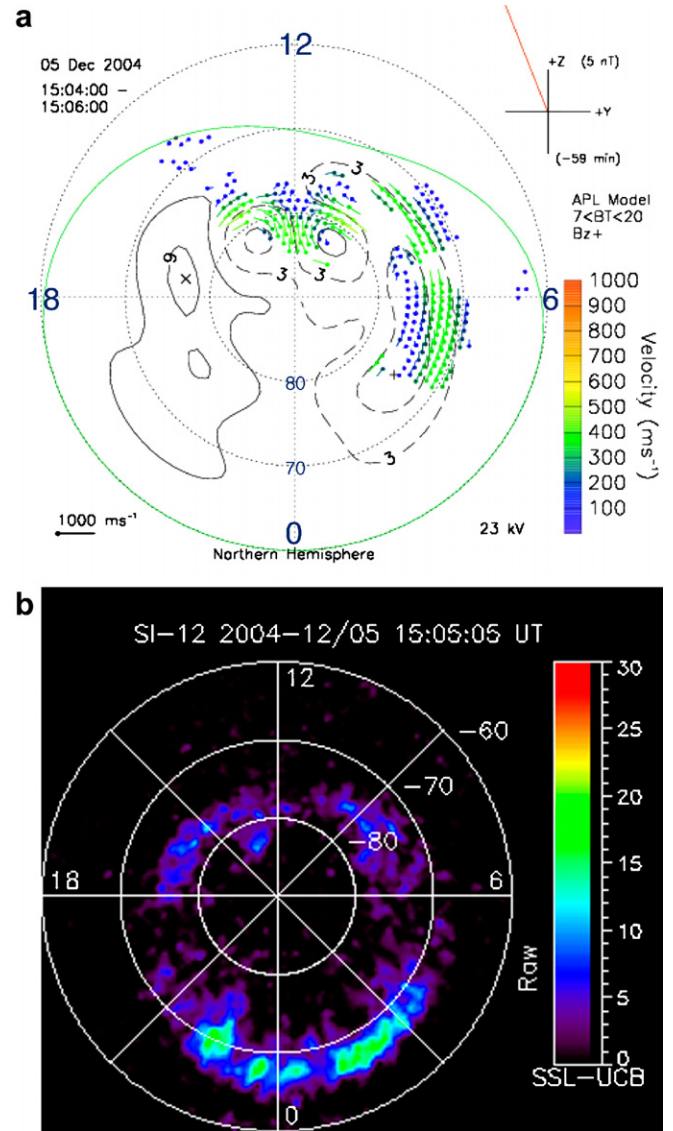 a
12
05 Dec 2004
15:04:00 –
15:06:00
+Z (5 nT)
+Y
(−59 min)
APL Model
7<BT<20
Bz+
3
3
6
18
3
3
6
80
70
3
1000
900
800
700
600
500
400
300
200
100
Velocity (ms⁻¹)
1000 ms⁻¹
0
23 kV
Northern Hemisphere
b
SI-12 2004-12/05 15:05:05 UT
12
-60
-70
-80
18
6
0
30
25
20
15
10
5
0
Raw
SSL-UCB